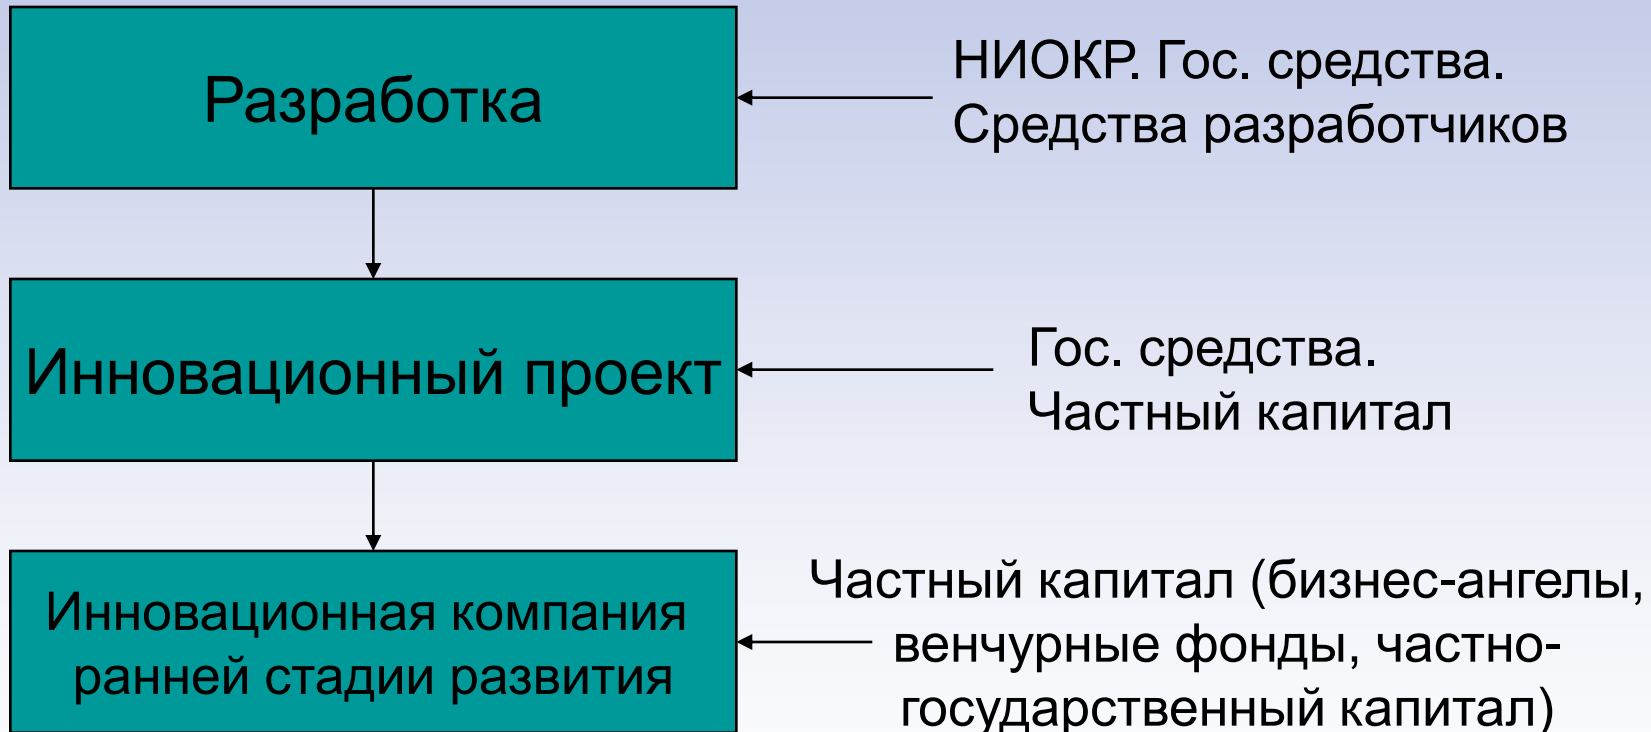 Разработка
НИОКР. Гос. средства.
Средства разработчиков
Инновационный проект
Гос. средства.
Частный капитал
Инновационная компания
ранней стадии развития
Частный капитал (бизнес-ангелы,
венчурные фонды, частно-
государственный капитал)